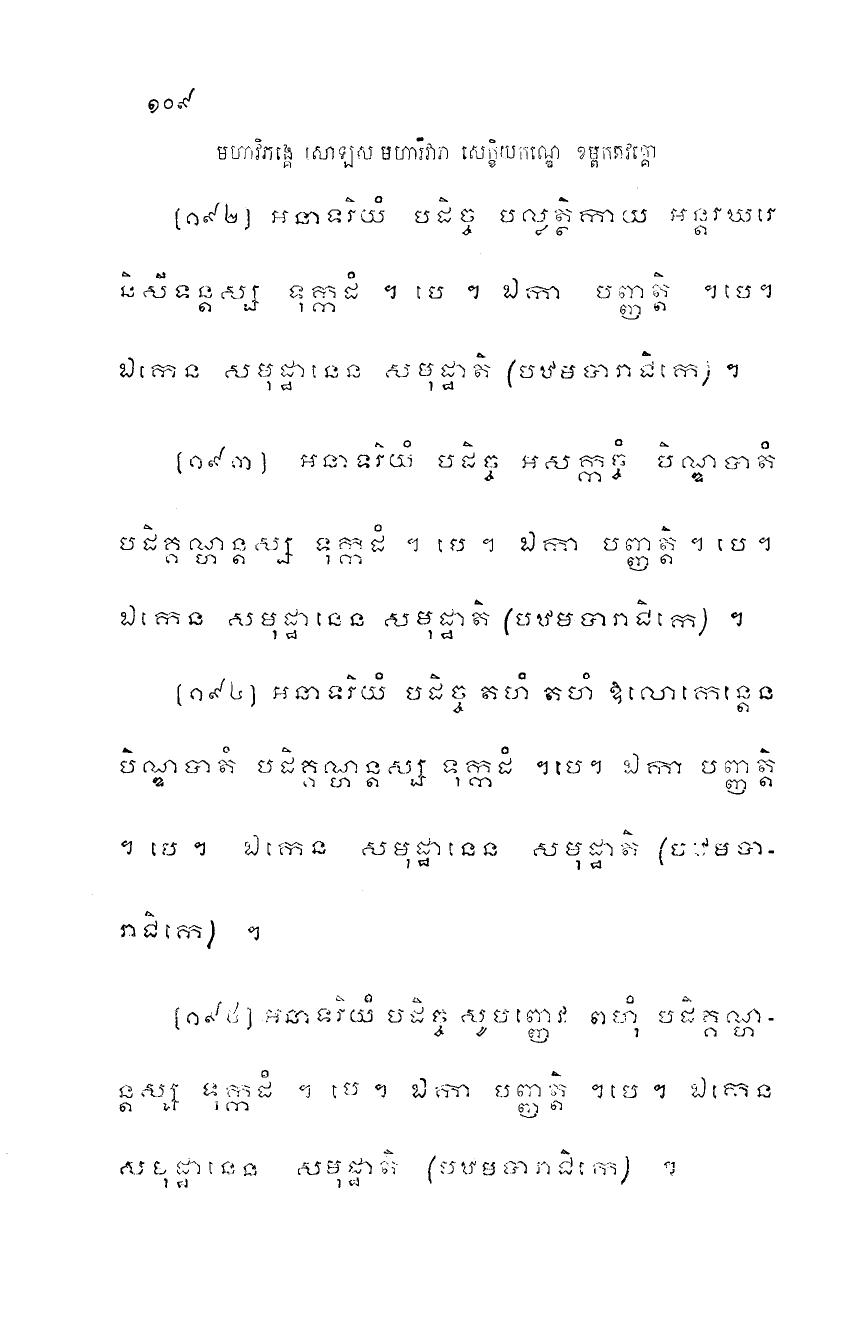 ១០៩
មហាវិភង្គេ សោឡស មហាវិវារា សេក្ខិយកណ្ឌេ ខម្ភកតវគ្គោ
[១៩២] អនាទរិយំ បដិច្ច បល្លត្ថិកាយ អន្តរឃរេ
និសីទន្តស្ស ទុក្កដំ ។ បេ ។ ឯកា បញ្ញត្តិ ។បេ។
ឯកេន សមុដ្ឋានេន សមុដ្ឋាតិ (បឋមបារាជិកេ) ។
[១៩៣] អនាទរិយំ បដិច្ច អសក្កច្ចំ បិណ្ឌបាតំ
បដិគ្គណ្ហន្តស្ស ទុក្កដំ ។ បេ ។ ឯកា បញ្ញត្តិ ។ បេ ។
ឯកេន សមុដ្ឋានេន សមុដ្ឋាតិ (បឋមបារាជិកេ) ។
[១៩៤] អនាទរិយំ បដិច្ច តហំ តហំ ឱលោកេន្តេន
បិណ្ឌបាតំ បដិគ្គណ្ហន្តស្ស ទុក្កដំ ។បេ។ ឯកា បញ្ញត្តិ
។ បេ ។ ឯកេន សមុដ្ឋានេន សមុដ្ឋាតិ (បឋមបា-
រាជិកេ) ។
[១៩៥] អនាទរិយំ បដិច្ច សូបញ្ញេវ ពហុំ បដិគ្គណ្ហ-
ន្តស្ស ទុក្កដំ ។ បេ ។ ឯកា បញ្ញត្តិ ។បេ ។ ឯកេន
សមុដ្ឋានេន សមុដ្ឋាតិ (បឋមបារាជិកេ) ។